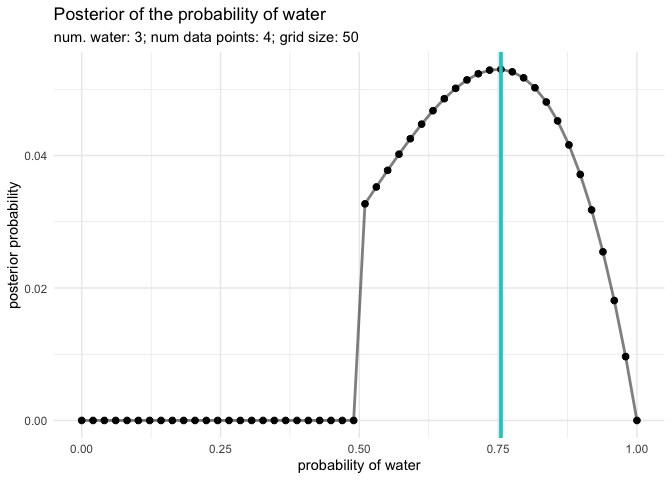 Posterior of the probability of water
num. water: 3; num data points: 4; grid size: 50
posterior probability
0.04
0.02
0.00
0.00 0.25 0.50 0.75 1.00
probability of water